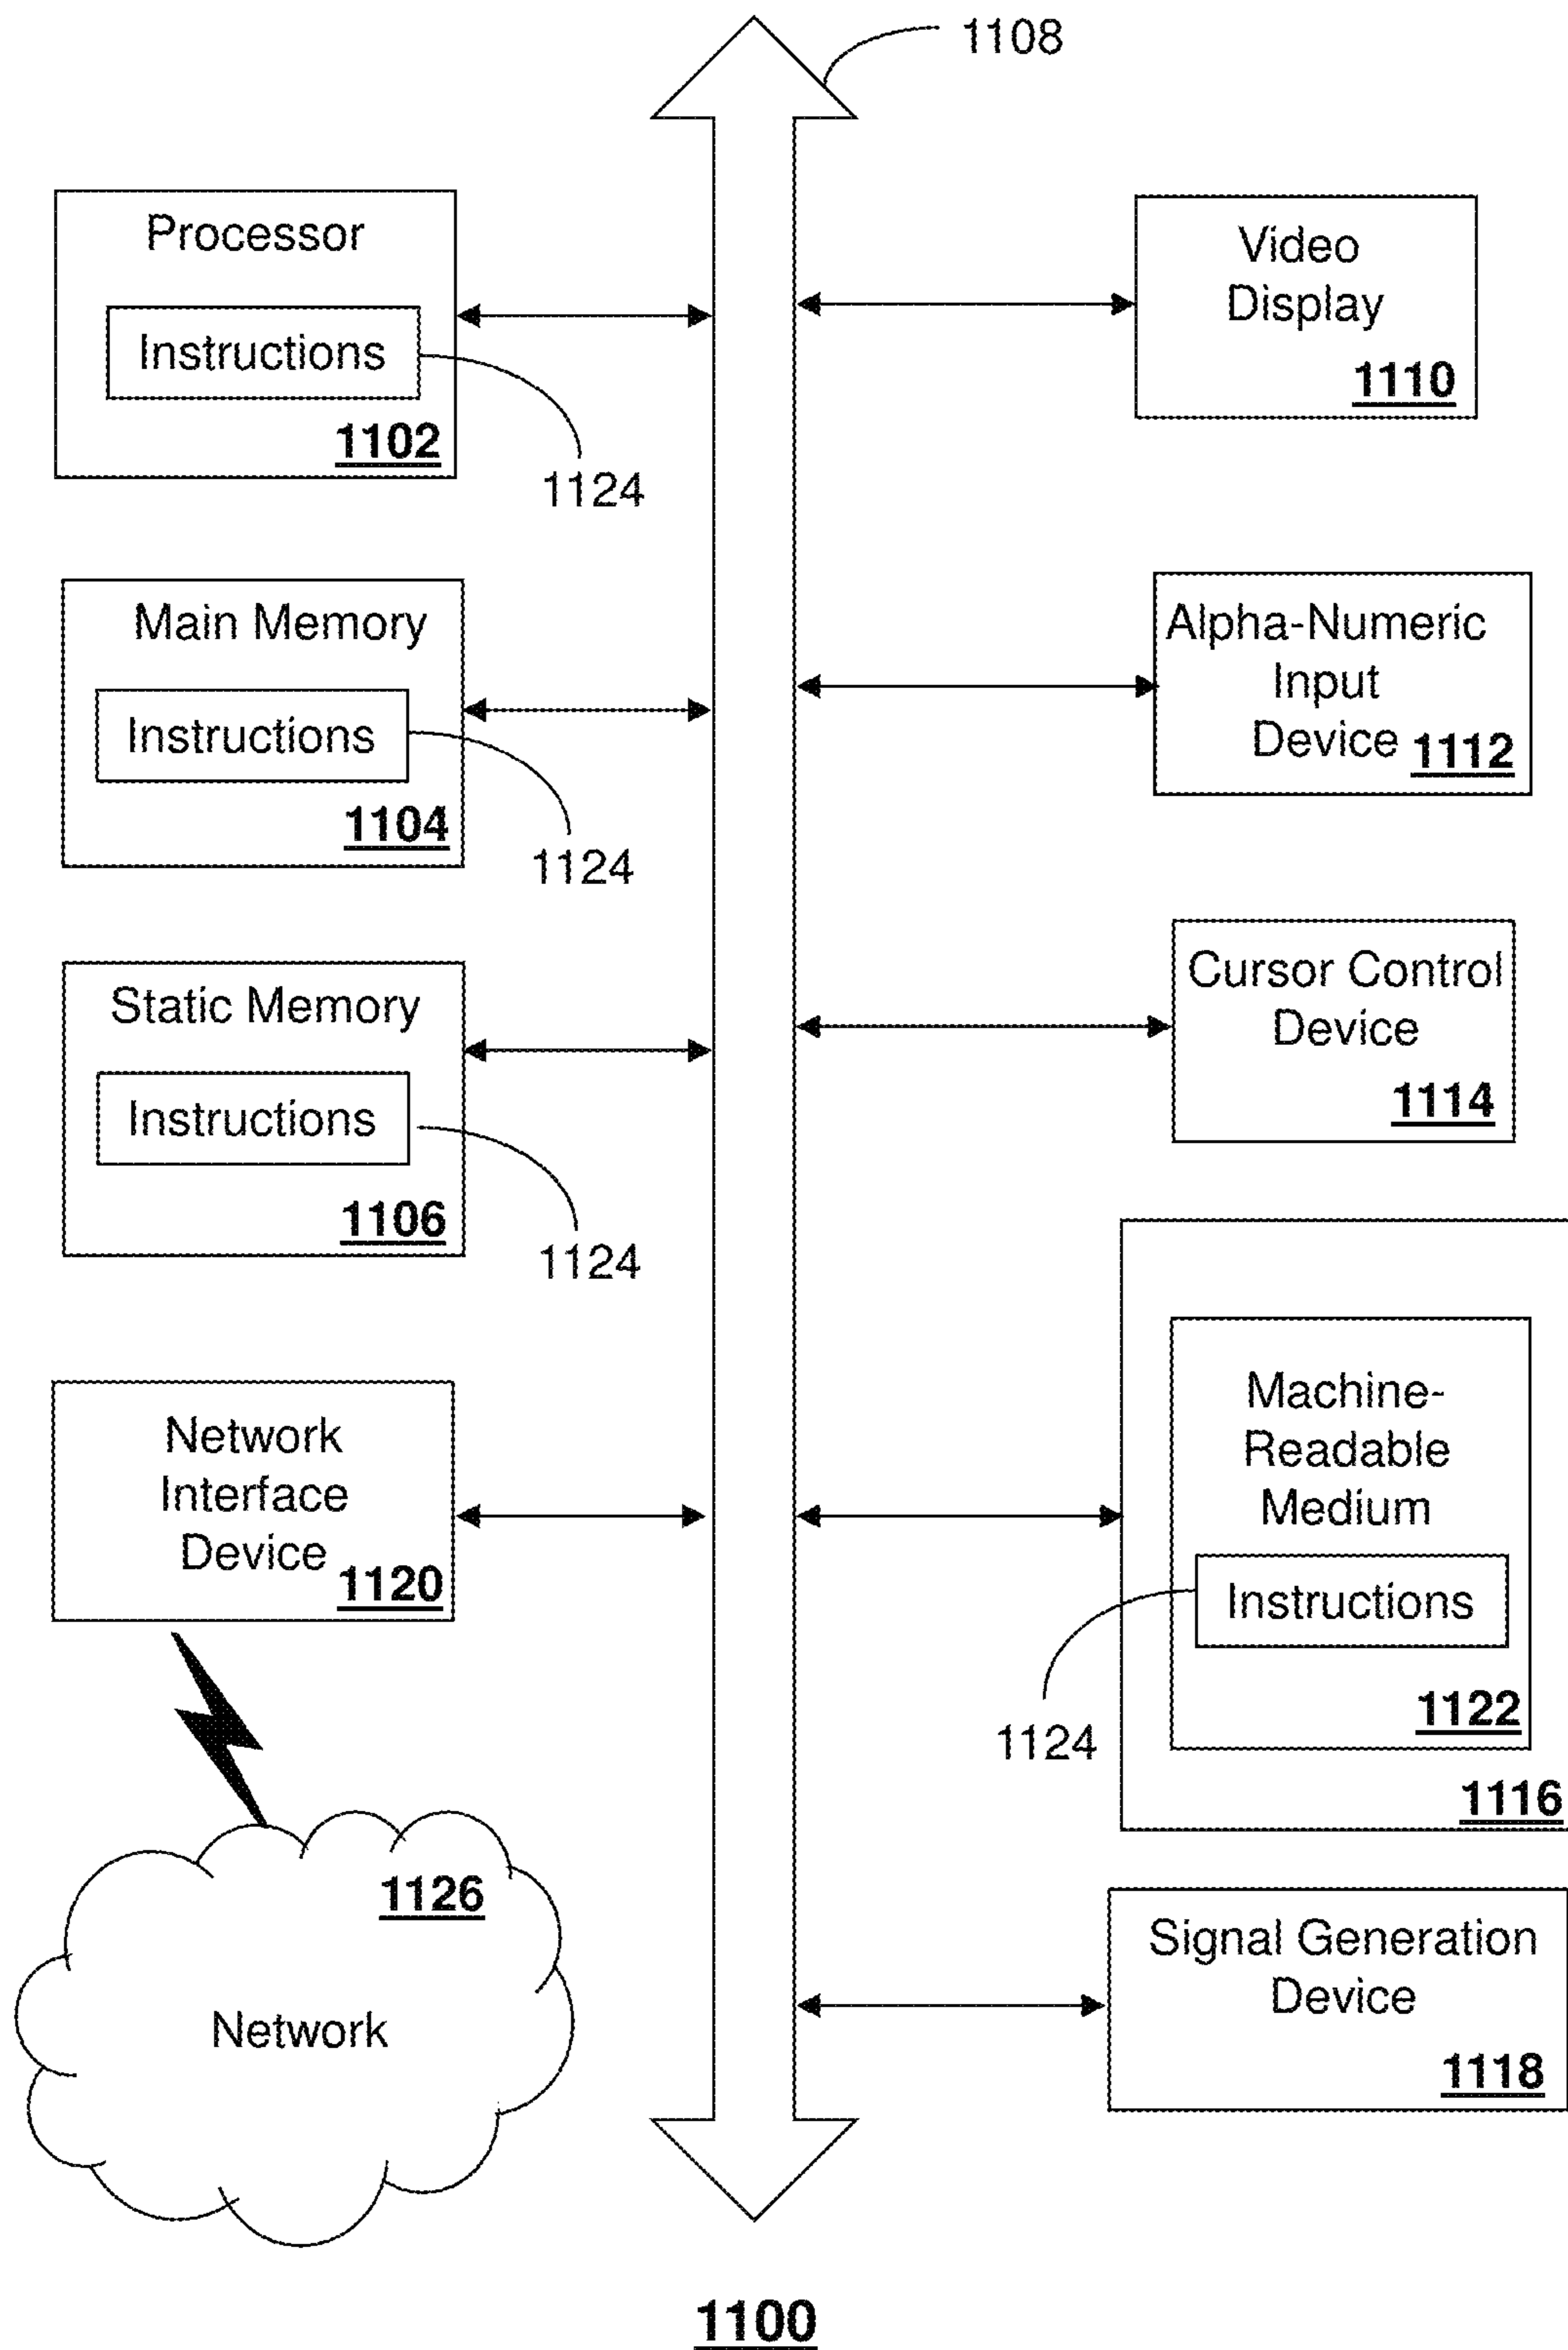 1108
Processor
Instructions
1102
1124
Video
Display
1110
Main Memory
Instructions
1104
1124
Alpha-Numeric
Input
Device 1112
Static Memory
Instructions
1106
1124
Cursor Control
Device
1114
Network
Interface
Device 1120
Machine-
Readable
Medium
Instructions
1124
1122
1116
1126
Network
Signal Generation
Device
1118
1100